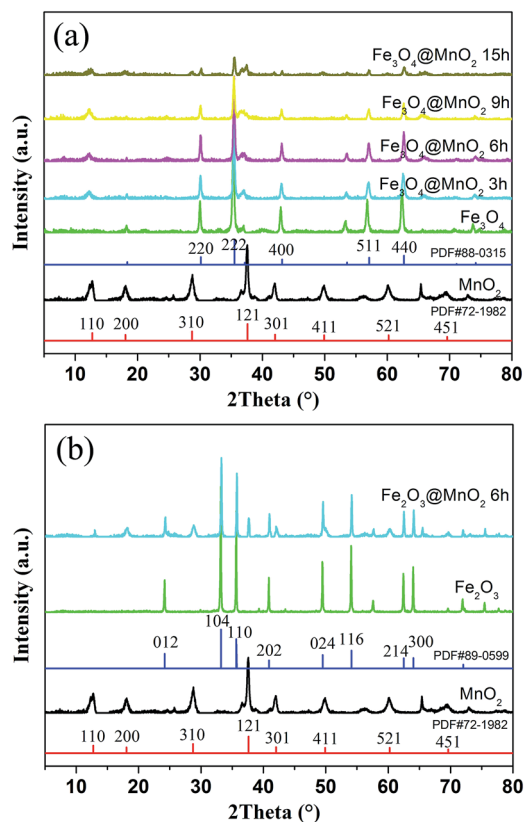 (a)
Fe₃O₄@MnO₂ 15h
Fe₃O₄@MnO₂ 9h
Fe₃O₄@MnO₂ 6h
Fe₃O₄@MnO₂ 3h
Fe₃O₄
220 222 400 511 440
PDF#88-0315
MnO₂
PDF#72-1982
110 200 310 121 301 411 521 451
Intensity (a.u.)
10 20 30 40 50 60 70 80
2Theta (°)
(b)
Fe₂O₃@MnO₂ 6h
Fe₂O₃
012 104 110 202 024 116 214 300
PDF#89-0599
MnO₂
PDF#72-1982
110 200 310 121 301 411 521 451
Intensity (a.u.)
10 20 30 40 50 60 70 80
2Theta (°)